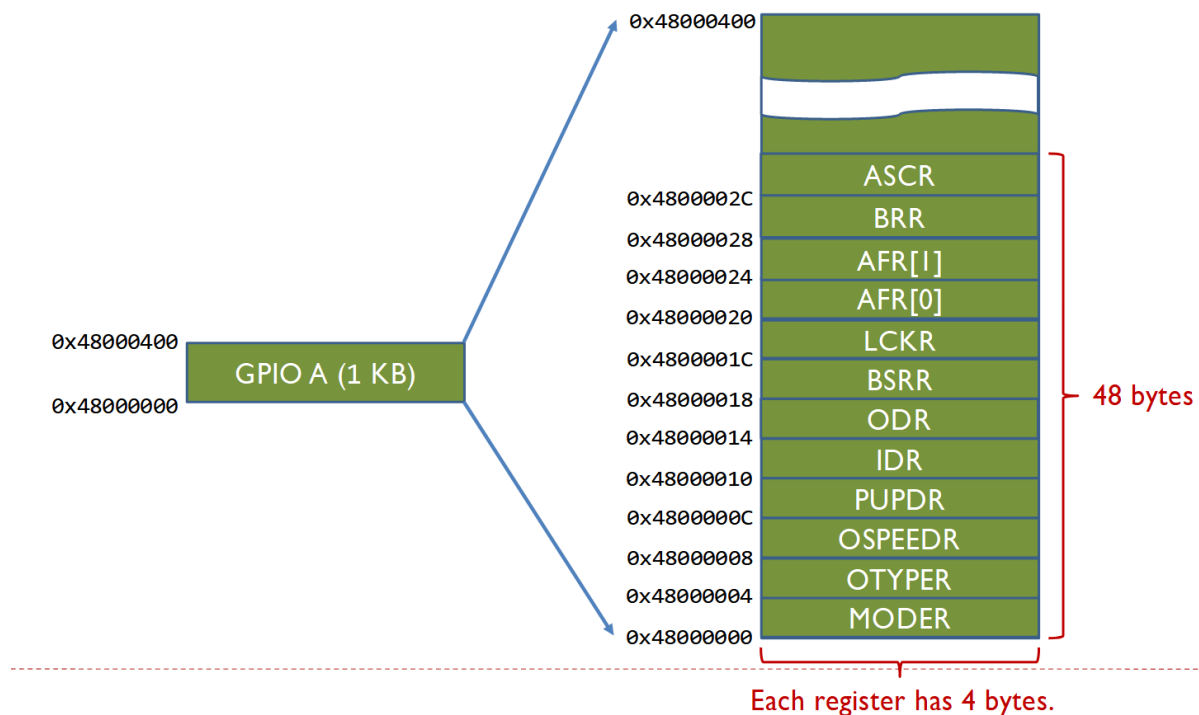 0x48000400
ASCR
0x4800002C
BRR
0x48000028
AFR[1]
0x48000024
AFR[0]
0x48000020
LCKR
0x4800001C
BSRR
0x48000018
ODR
0x48000014
IDR
0x48000010
PUPDR
0x4800000C
OSPEEDR
0x48000008
OTYPER
0x48000004
MODER
0x48000000
48 bytes
0x48000400
GPIO A (1 KB)
0x48000000
Each register has 4 bytes.